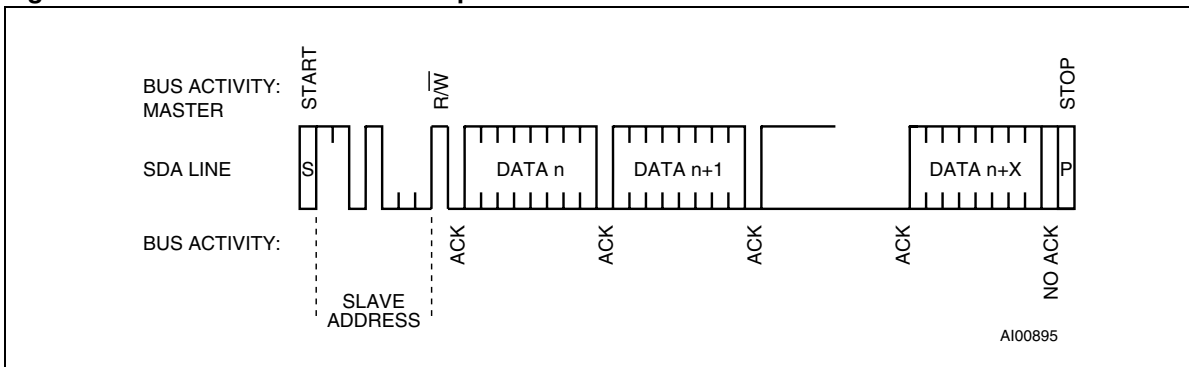 BUS ACTIVITY:
MASTER
START
R/W
STOP
SDA LINE
S
DATA n
DATA n+1
DATA n+X
P
BUS ACTIVITY:
ACK
ACK
ACK
ACK
NO ACK
SLAVE
ADDRESS
AI00895